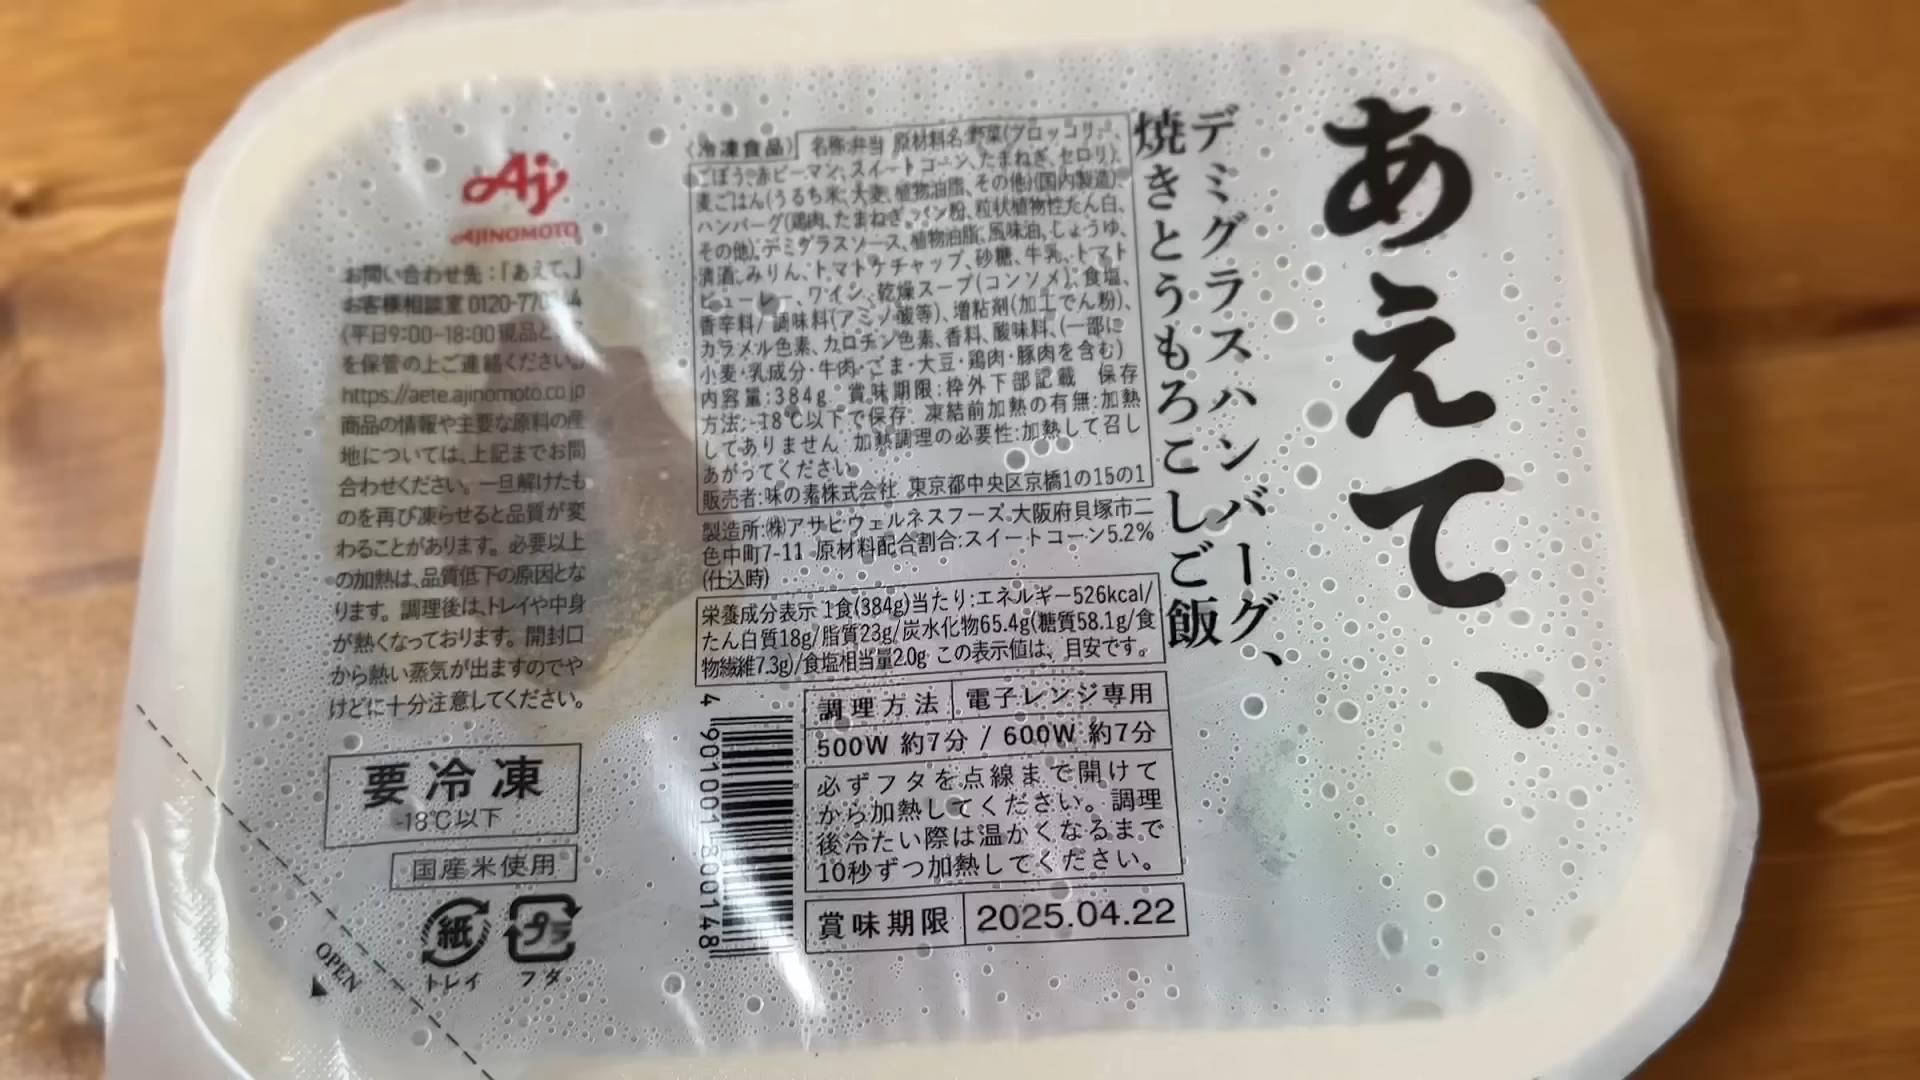 あえて、
デミグラスハンバーグ、
焼きとうもろこしご飯
〈冷凍食品〉 名称:弁当 原材料名:野菜(ブロッコリー、
ごぼう、赤ピーマン、スイートコーン、たまねぎ、セロリ)、
麦ごはん(うるち米、大麦、植物油脂、その他)(国内製造)、
ハンバーグ(鶏肉、たまねぎ、パン粉、粒状植物性たん白、
その他)、デミグラスソース、植物油脂、風味油、しょうゆ、
清酒、みりん、トマトケチャップ、砂糖、牛乳、トマト
ピューレー、ワイン、乾燥スープ(コンソメ)、食塩、
香辛料/調味料(アミノ酸等)、増粘剤(加工でん粉)、
カラメル色素、カロチン色素、香料、酸味料、(一部に
小麦・乳成分・牛肉・ごま・大豆・鶏肉・豚肉を含む)
内容量:384g 賞味期限:枠外下部記載 保存
方法:-18℃以下で保存 凍結前加熱の有無:加熱
してありません 加熱調理の必要性:加熱して召し
あがってください
販売者:味の素株式会社 東京都中央区京橋1の15の1
製造所:㈱アサヒウェルネスフーズ 大阪府貝塚市二
色中町7-11 原材料配合割合:スイートコーン5.2%
(仕込時)
栄養成分表示 1食(384g)当たり:エネルギー526kcal/
たん白質18g/脂質23g/炭水化物65.4g(糖質58.1g/食
物繊維7.3g)/食塩相当量2.0g この表示値は、目安です。
調理方法 電子レンジ専用
500W 約7分 / 600W 約7分
必ずフタを点線まで開けて
から加熱してください。調理
後冷たい際は温かくなるまで
10秒ずつ加熱してください。
賞味期限 2025.04.22
4 901001 800148
Aj
AJINOMOTO
お問い合わせ先:「あえて、」
お客様相談室 0120-770
(平日9:00-18:00 現品と
を保管の上ご連絡ください。)
https://aete.ajinomoto.co.jp
商品の情報や主要な原料の産
地については、上記までお問
合わせください。一旦解けたも
のを再び凍らせると品質が変
わることがあります。必要以上
の加熱は、品質低下の原因とな
ります。調理後は、トレイや中身
が熱くなっております。開封口
から熱い蒸気が出ますのでや
けどに十分注意してください。
要冷凍
-18℃以下
国産米使用
紙 プラ
トレイ フタ
OPEN